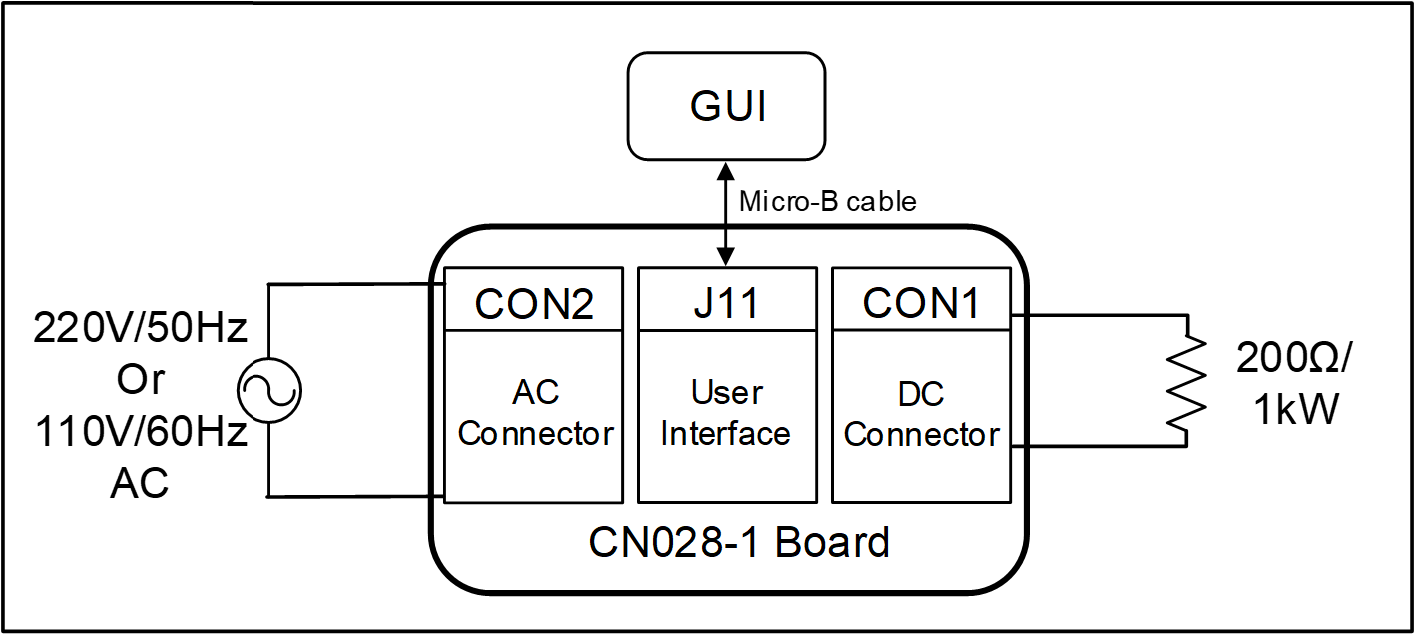 GUI
Micro-B cable
220V/50Hz
Or
110V/60Hz
AC
CON2
AC
Connector
J11
User
Interface
CON1
DC
Connector
200Ω/
1kW
CN028-1 Board